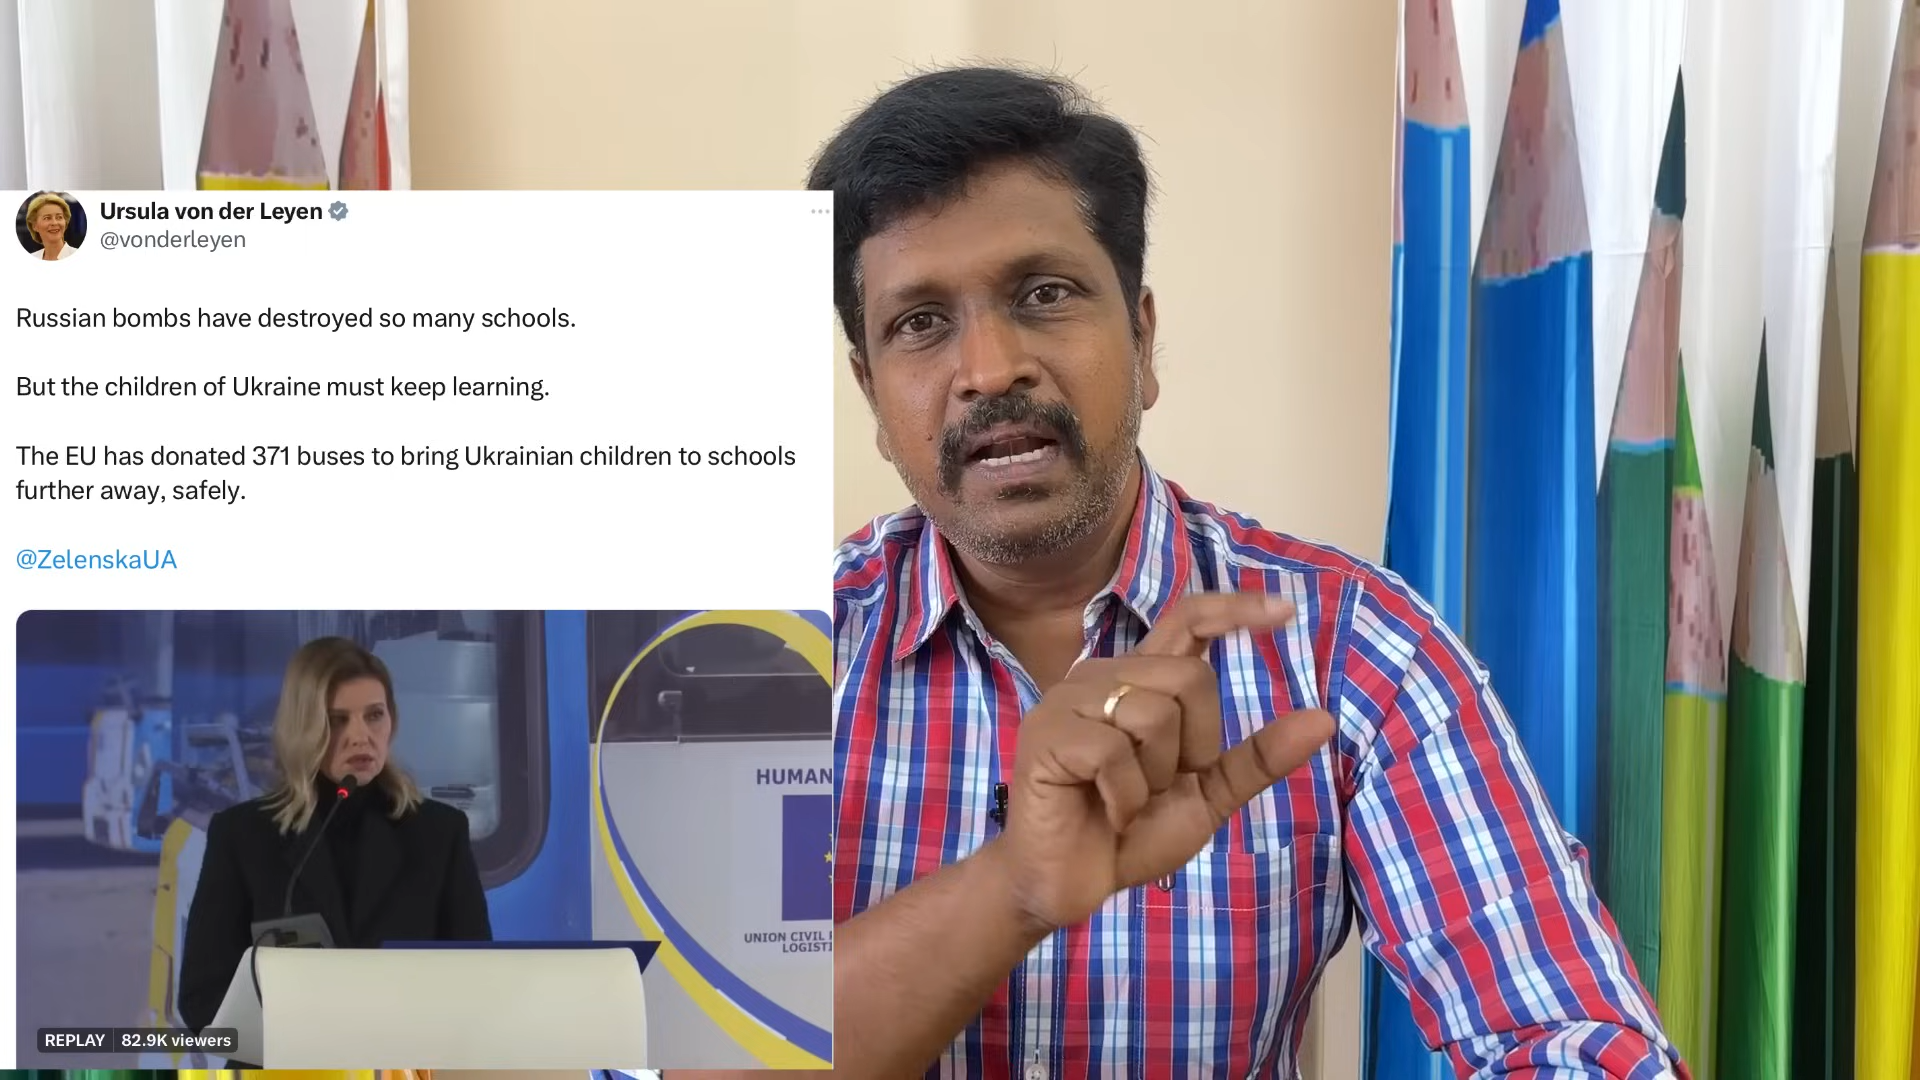 Ursula von der Leyen
@vonderleyen
Russian bombs have destroyed so many schools.
But the children of Ukraine must keep learning.
The EU has donated 371 buses to bring Ukrainian children to schools
further away, safely.
@ZelenskaUA
HUMAN
UNION CIVIL
LOGISTI
REPLAY 82.9K viewers